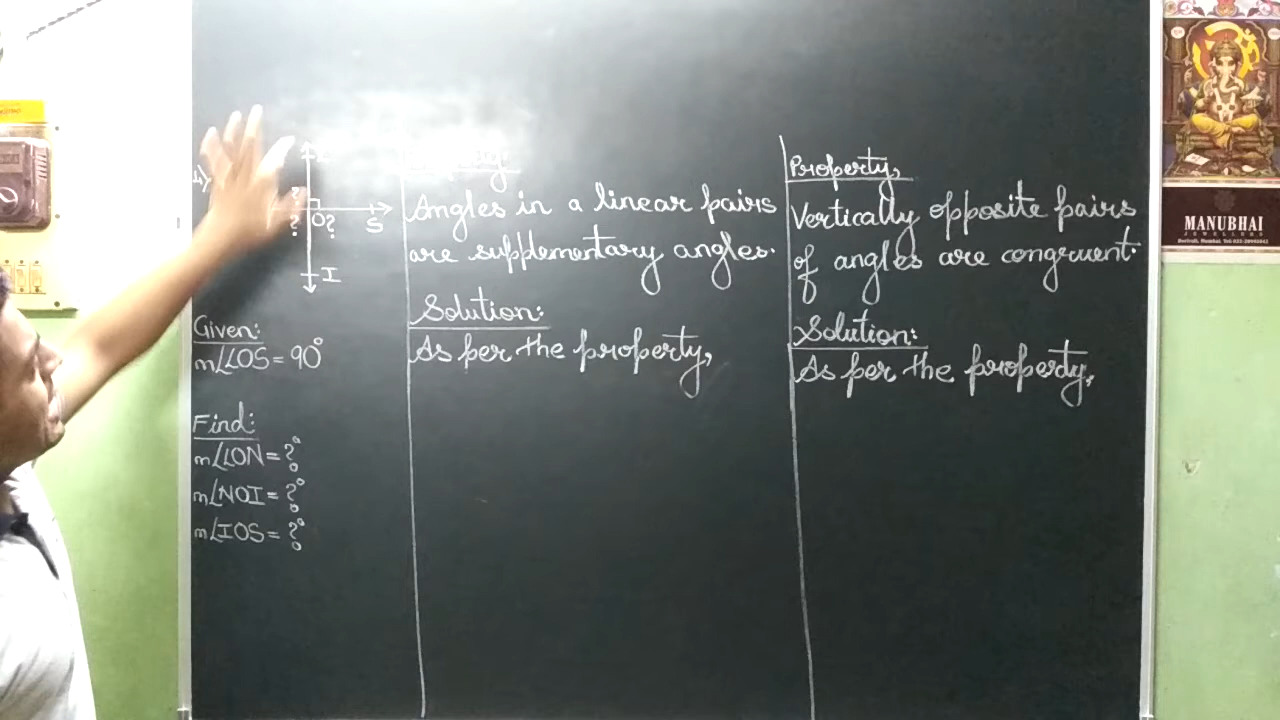 ?
? O? S
I
Given:
m∠LOS = 90°
Find:
m∠LON = ?°
m∠NOI = ?°
m∠IOS = ?°
Angles in a linear pairs
are supplementary angles.
Solution:
As per the property,
Property,
Vertically opposite pairs
of angles are congruent.
Solution:
As per the property,
MANUBHAI
JEWELLERS